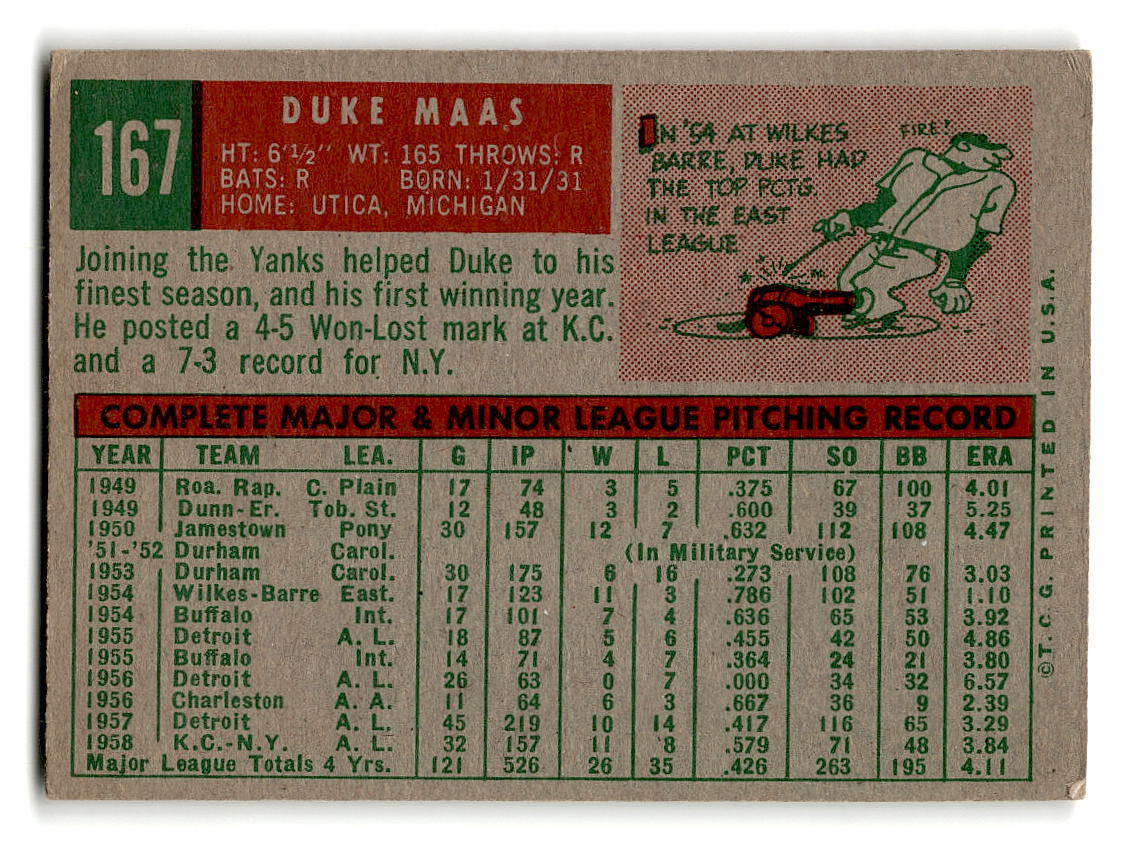 167
DUKE MAAS
HT: 6'½" WT: 165 THROWS: R
BATS: R BORN: 1/31/31
HOME: UTICA, MICHIGAN
IN '54 AT WILKES
BARRE, DUKE HAD
THE TOP PCTG.
IN THE EAST
LEAGUE
FIRE!
Joining the Yanks helped Duke to his
finest season, and his first winning year.
He posted a 4-5 Won-Lost mark at K.C.
and a 7-3 record for N.Y.
COMPLETE MAJOR & MINOR LEAGUE PITCHING RECORD
YEAR TEAM LEA. G IP W L PCT SO BB ERA
1949 Roa. Rap. C. Plain 17 74 3 5 .375 67 100 4.01
1949 Dunn-Er. Tob. St. 12 48 3 2 .600 39 37 5.25
1950 Jamestown Pony 30 157 12 7 .632 112 108 4.47
'51-'52 Durham Carol. (In Military Service)
1953 Durham Carol. 30 175 6 16 .273 108 76 3.03
1954 Wilkes-Barre East. 17 123 11 3 .786 102 51 1.10
1954 Buffalo Int. 17 101 7 4 .636 65 53 3.92
1955 Detroit A. L. 18 87 5 6 .455 42 50 4.86
1955 Buffalo Int. 14 71 4 7 .364 24 21 3.80
1956 Detroit A. L. 26 63 0 7 .000 34 32 6.57
1956 Charleston A. A. 11 64 6 3 .667 36 9 2.39
1957 Detroit A. L. 45 219 10 14 .417 116 65 3.29
1958 K.C.-N.Y. A. L. 32 157 11 8 .579 71 48 3.84
Major League Totals 4 Yrs. 121 526 26 35 .426 263 195 4.11
©T. C. G. PRINTED IN U.S.A.